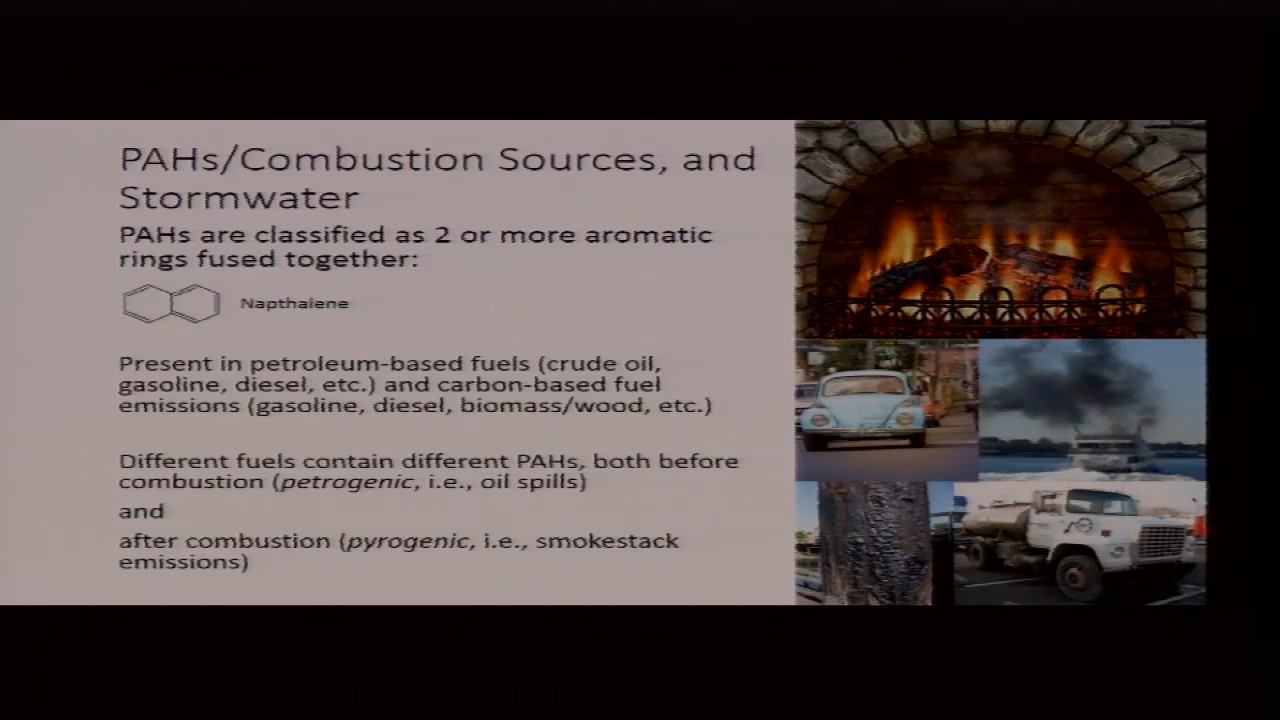 PAHs/Combustion Sources, and
Stormwater
PAHs are classified as 2 or more aromatic
rings fused together:
Napthalene
Present in petroleum-based fuels (crude oil,
gasoline, diesel, etc.) and carbon-based fuel
emissions (gasoline, diesel, biomass/wood, etc.)
Different fuels contain different PAHs, both before
combustion (petrogenic, i.e., oil spills)
and
after combustion (pyrogenic, i.e., smokestack
emissions)